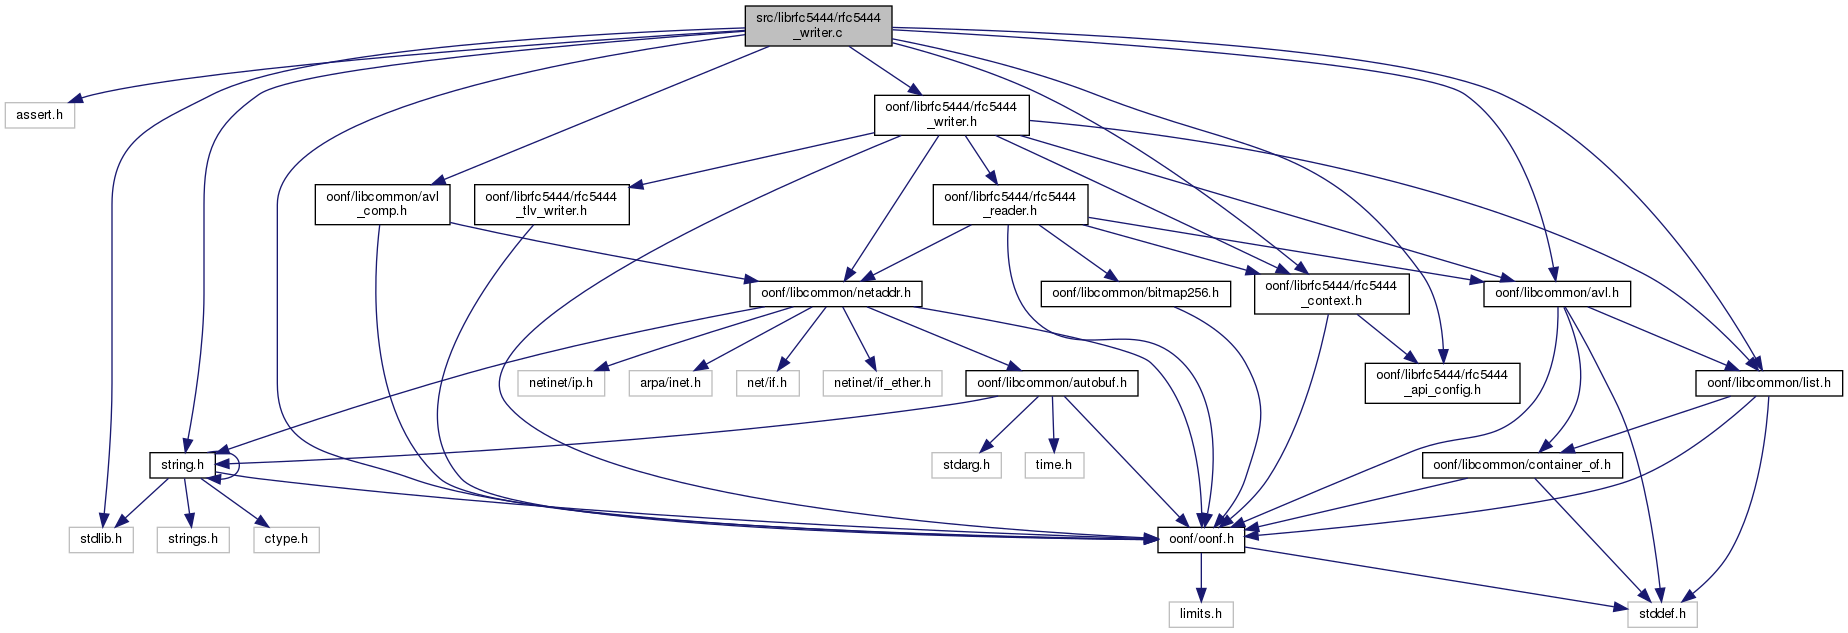 src/librfc5444/rfc5444
_writer.c
assert.h
oonf/librfc5444/rfc5444
_writer.h
oonf/libcommon/avl
_comp.h
oonf/librfc5444/rfc5444
_tlv_writer.h
oonf/librfc5444/rfc5444
_reader.h
oonf/libcommon/netaddr.h
oonf/libcommon/bitmap256.h
oonf/librfc5444/rfc5444
_context.h
oonf/libcommon/avl.h
netinet/ip.h
arpa/inet.h
net/if.h
netinet/if_ether.h
oonf/libcommon/autobuf.h
oonf/librfc5444/rfc5444
_api_config.h
oonf/libcommon/list.h
string.h
stdarg.h
time.h
oonf/libcommon/container_of.h
stdlib.h
strings.h
ctype.h
oonf/oonf.h
limits.h
stddef.h